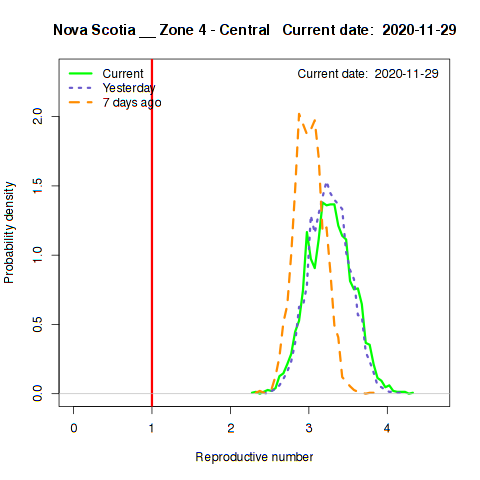 Nova Scotia __ Zone 4 - Central   Current date:  2020-11-29
Current date:  2020-11-29
Current
Yesterday
7 days ago
Probability density
2.0
1.5
1.0
0.5
0.0
0 1 2 3 4
Reproductive number